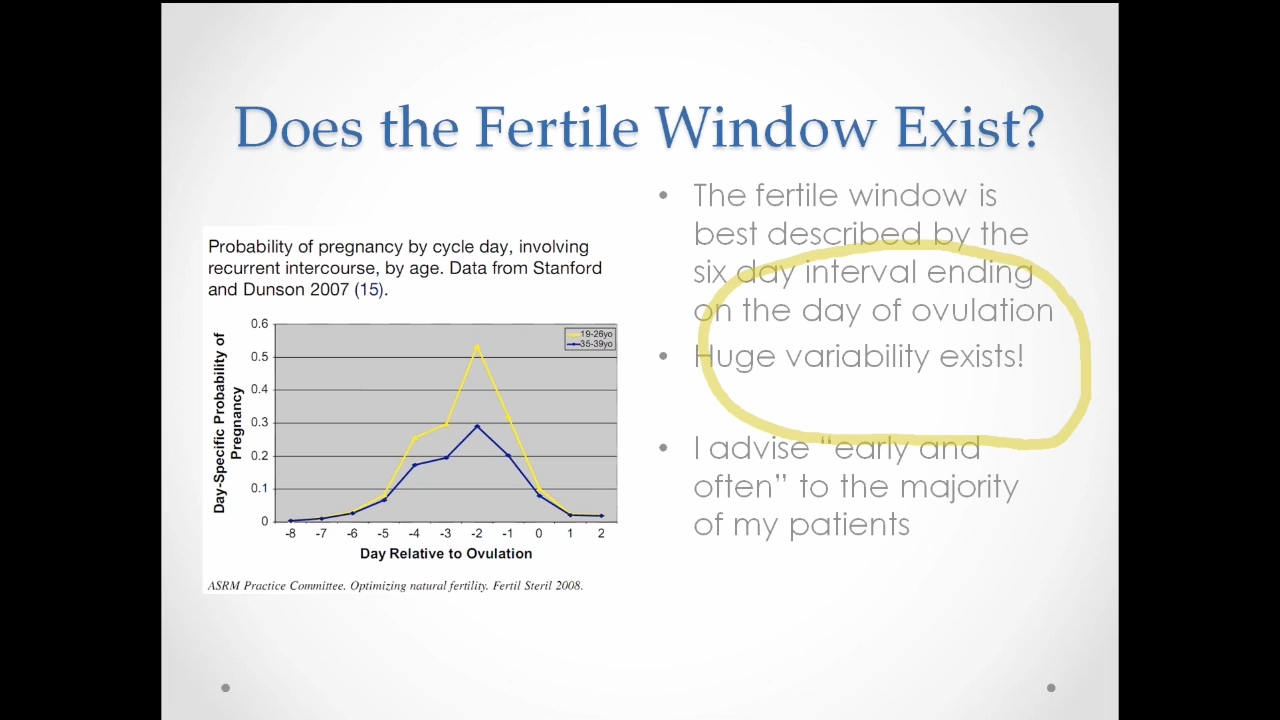 Does the Fertile Window Exist?
Probability of pregnancy by cycle day, involving
recurrent intercourse, by age. Data from Stanford
and Dunson 2007 (15).
Day-Specific Probability of
Pregnancy
0.6
0.5
0.4
0.3
0.2
0.1
0
19-26yo
35-39yo
-8 -7 -6 -5 -4 -3 -2 -1 0 1 2
Day Relative to Ovulation
ASRM Practice Committee. Optimizing natural fertility. Fertil Steril 2008.
• The fertile window is
best described by the
six day interval ending
on the day of ovulation
• Huge variability exists!
• I advise “early and
often” to the majority
of my patients